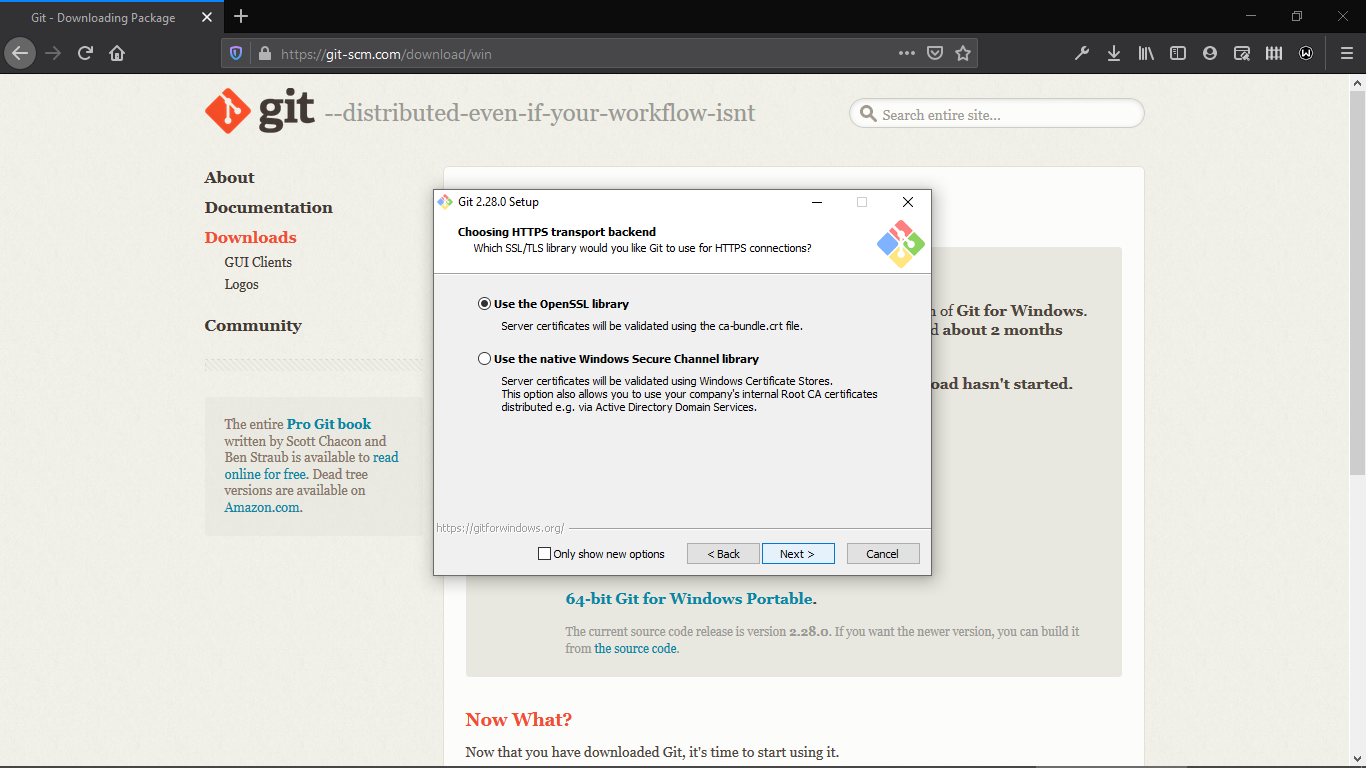 Git - Downloading Package
https://git-scm.com/download/win
git --distributed-even-if-your-workflow-isnt
Search entire site...
About
Documentation
Downloads
GUI Clients
Logos
Community
The entire Pro Git book
written by Scott Chacon and
Ben Straub is available to read
online for free. Dead tree
versions are available on
Amazon.com.
Git 2.28.0 Setup
Choosing HTTPS transport backend
Which SSL/TLS library would you like Git to use for HTTPS connections?
Use the OpenSSL library
Server certificates will be validated using the ca-bundle.crt file.
Use the native Windows Secure Channel library
Server certificates will be validated using Windows Certificate Stores.
This option also allows you to use your company's internal Root CA certificates
distributed e.g. via Active Directory Domain Services.
https://gitforwindows.org/
Only show new options
< Back
Next >
Cancel
of Git for Windows.
about 2 months
hasn't started.
64-bit Git for Windows Portable.
The current source code release is version 2.28.0. If you want the newer version, you can build it
from the source code.
Now What?
Now that you have downloaded Git, it's time to start using it.